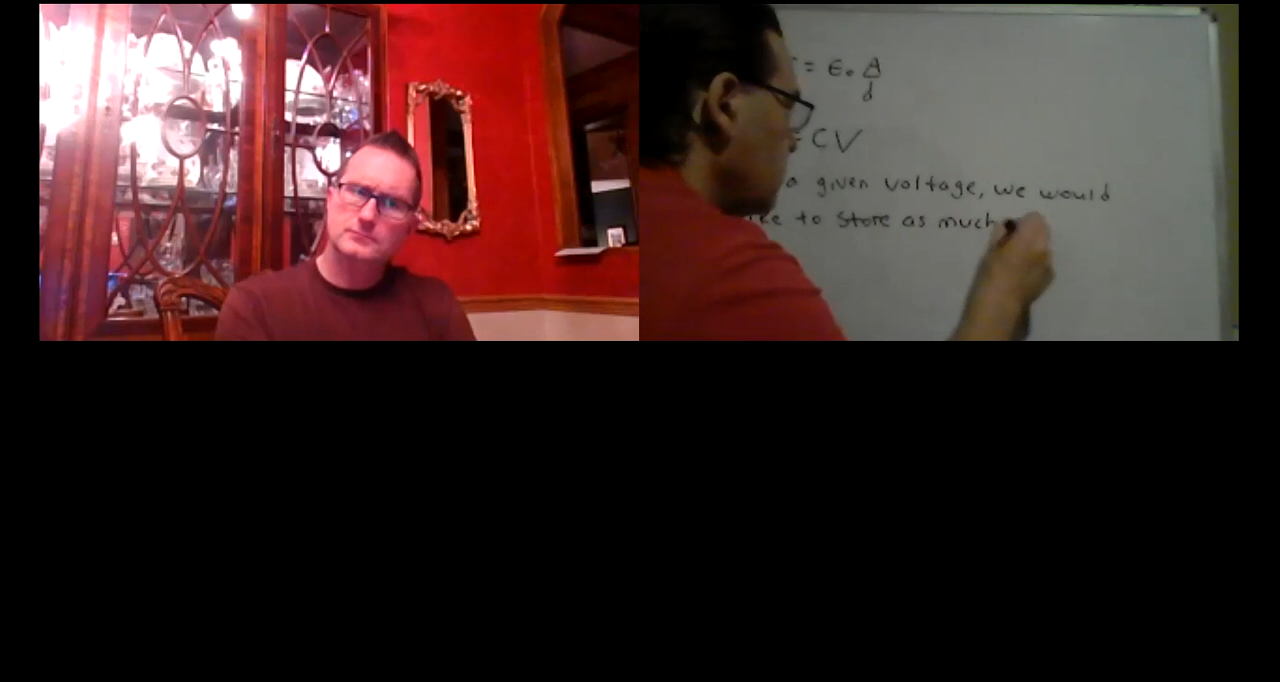 = ϵ₀ A/d
= CV
a given voltage, we would
to store as much